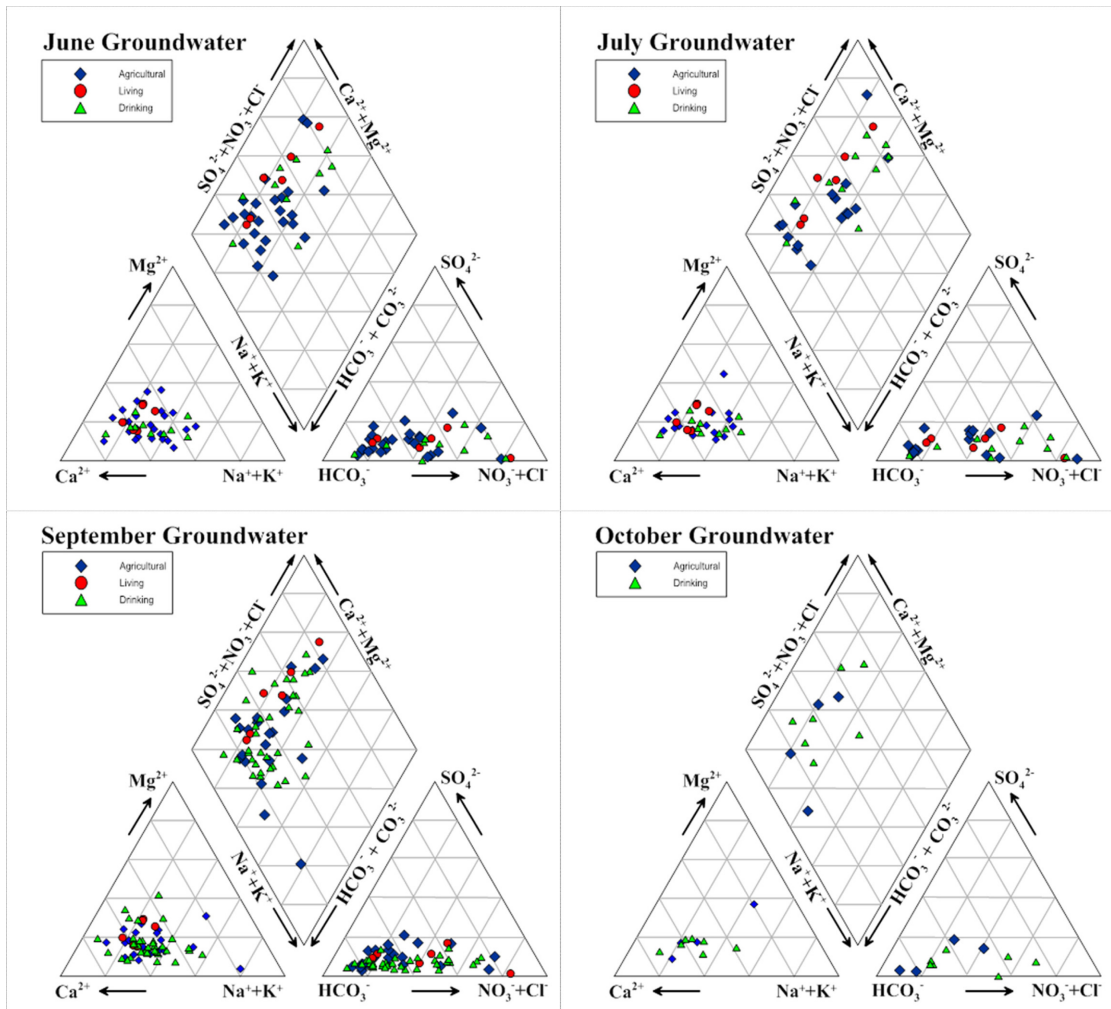 June Groundwater
Agricultural
Living
Drinking
SO₄²⁻+NO₃⁻+Cl⁻
Ca²⁺+Mg²⁺
Mg²⁺
SO₄²⁻
Na⁺+K⁺
HCO₃⁻ + CO₃²⁻
Ca²⁺
Na⁺+K⁺
HCO₃⁻
NO₃⁻+Cl⁻
July Groundwater
Agricultural
Living
Drinking
SO₄²⁻+NO₃⁻+Cl⁻
Ca²⁺+Mg²⁺
Mg²⁺
SO₄²⁻
Na⁺+K⁺
HCO₃⁻ + CO₃²⁻
Ca²⁺
Na⁺+K⁺
HCO₃⁻
NO₃⁻+Cl⁻
September Groundwater
Agricultural
Living
Drinking
SO₄²⁻+NO₃⁻+Cl⁻
Ca²⁺+Mg²⁺
Mg²⁺
SO₄²⁻
Na⁺+K⁺
HCO₃⁻ + CO₃²⁻
Ca²⁺
Na⁺+K⁺
HCO₃⁻
NO₃⁻+Cl⁻
October Groundwater
Agricultural
Drinking
SO₄²⁻+NO₃⁻+Cl⁻
Ca²⁺+Mg²⁺
Mg²⁺
SO₄²⁻
Na⁺+K⁺
HCO₃⁻ + CO₃²⁻
Ca²⁺
Na⁺+K⁺
HCO₃⁻
NO₃⁻+Cl⁻